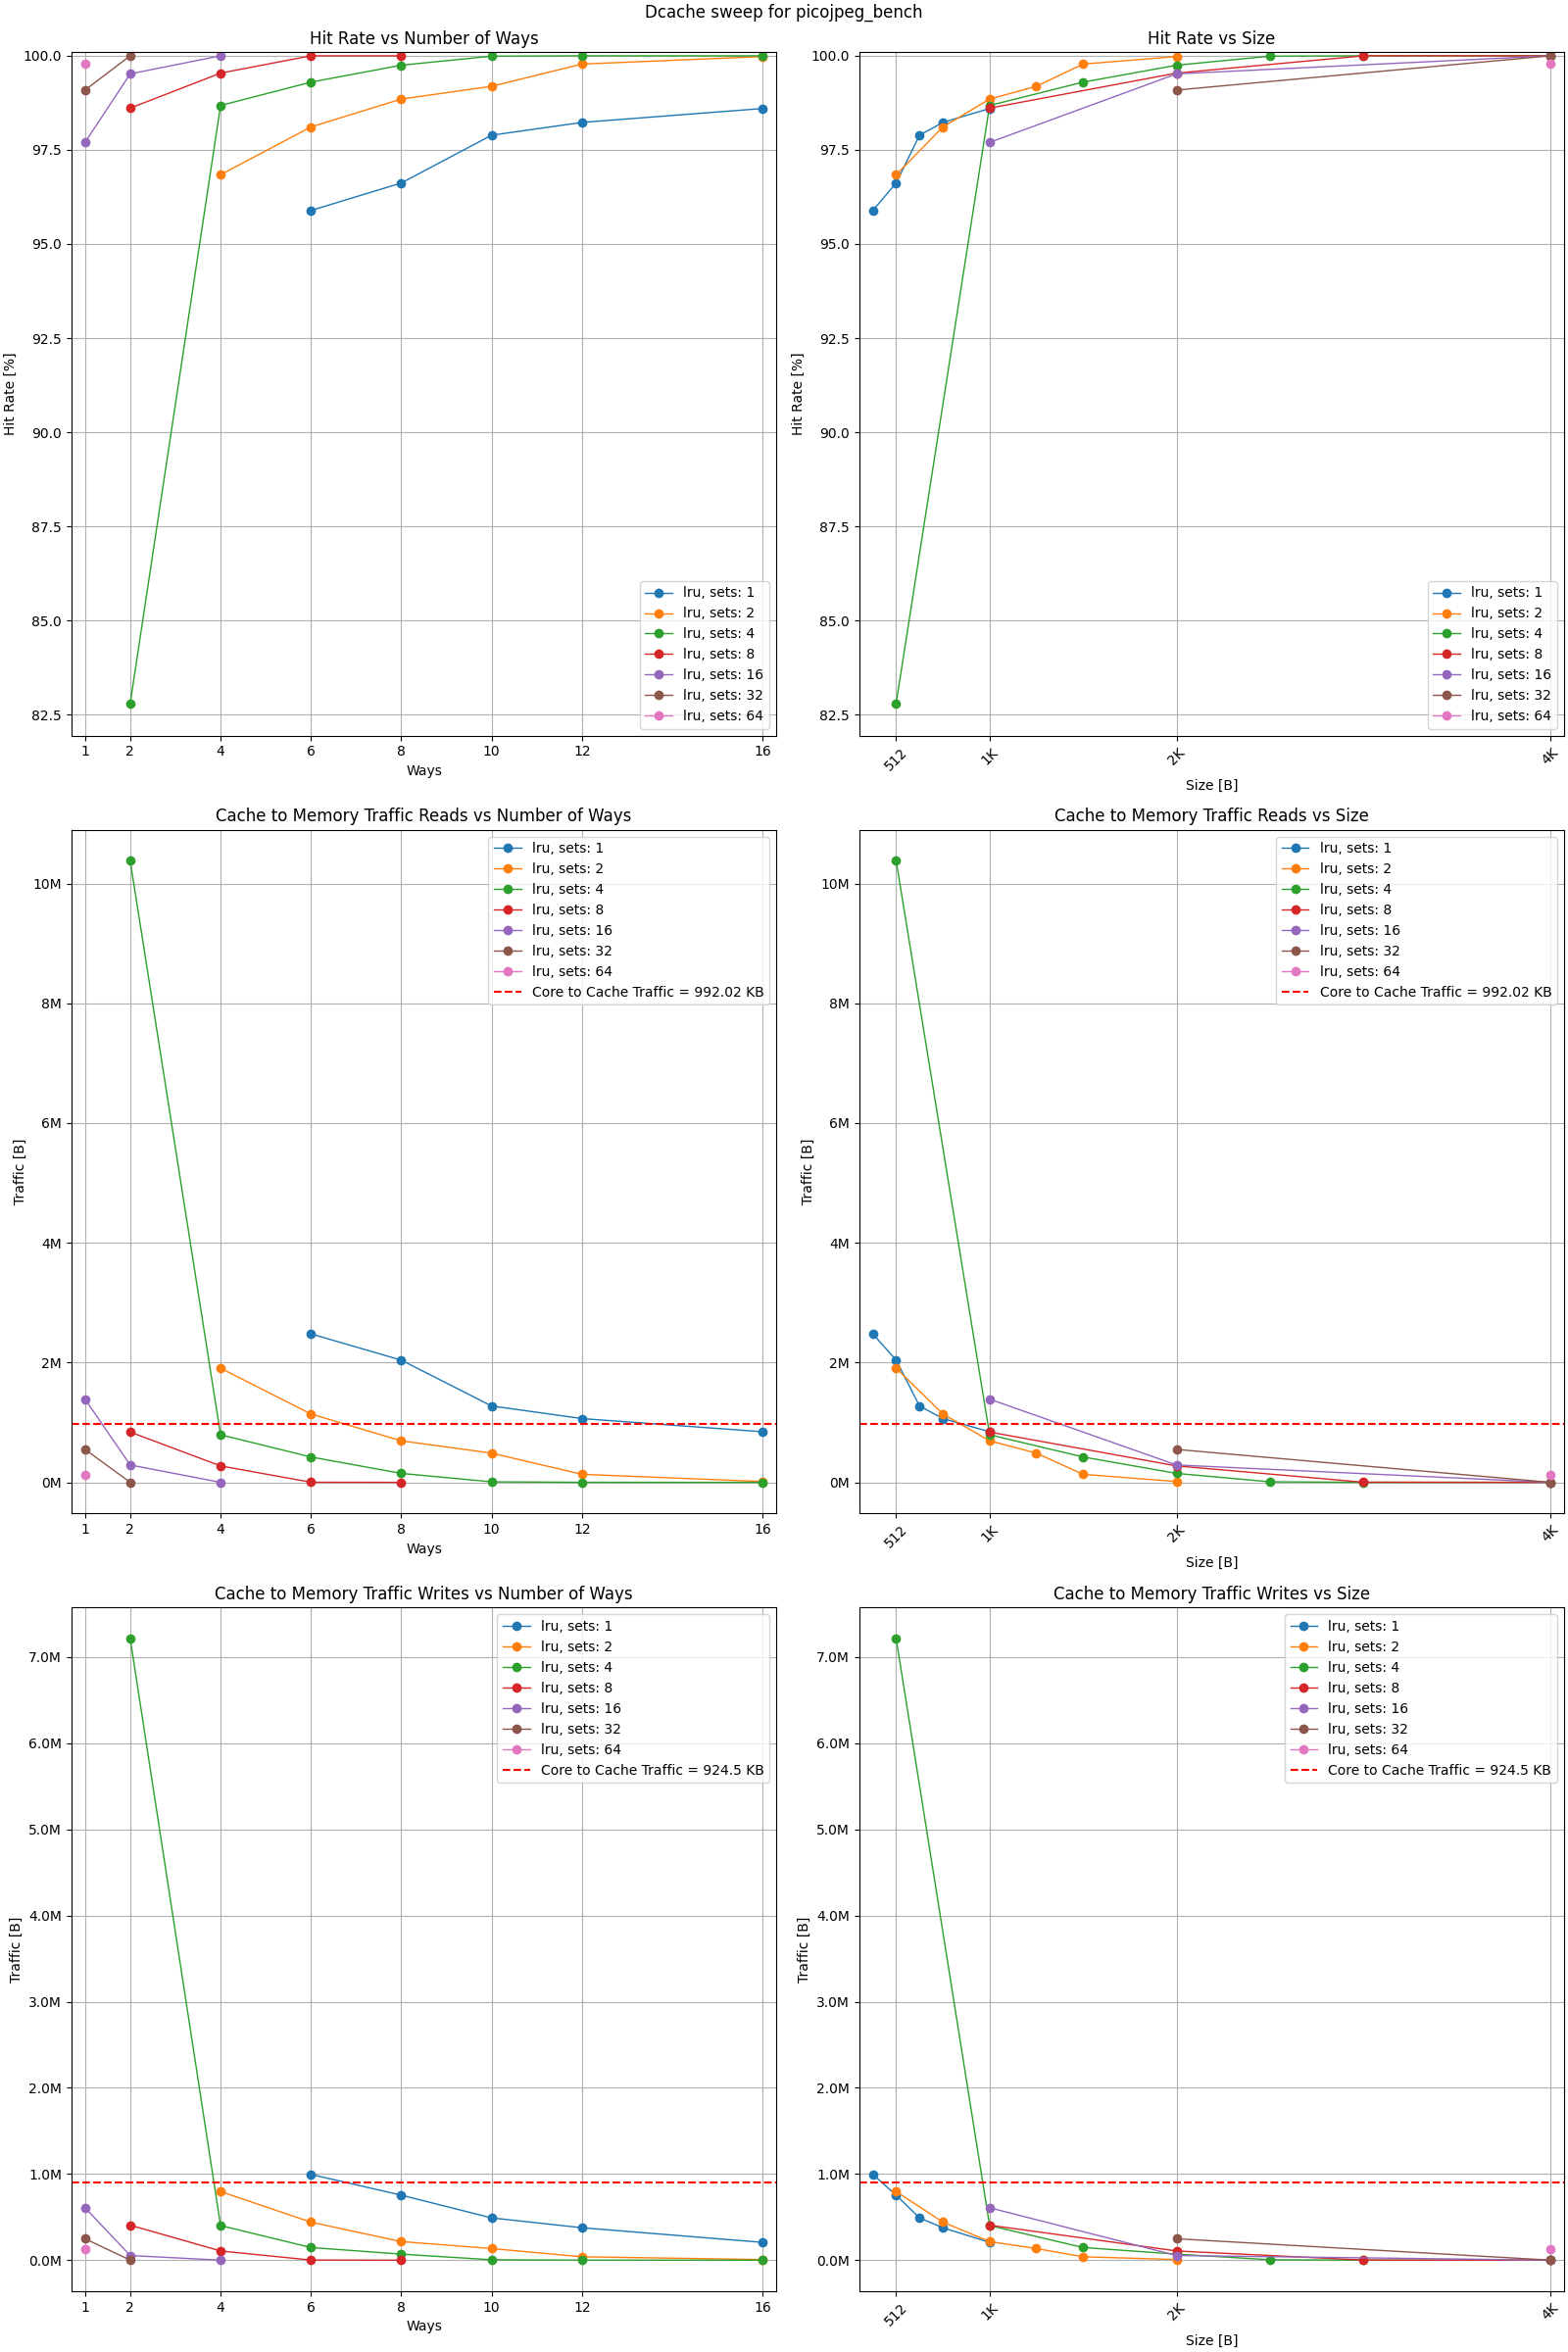 Dcache sweep for picojpeg_bench
Hit Rate vs Number of Ways
100.0
97.5
95.0
92.5
90.0
87.5
85.0
82.5
Hit Rate [%]
lru, sets: 1
lru, sets: 2
lru, sets: 4
lru, sets: 8
lru, sets: 16
lru, sets: 32
lru, sets: 64
1 2 4 6 8 10 12 16
Ways
Hit Rate vs Size
100.0
97.5
95.0
92.5
90.0
87.5
85.0
82.5
Hit Rate [%]
lru, sets: 1
lru, sets: 2
lru, sets: 4
lru, sets: 8
lru, sets: 16
lru, sets: 32
lru, sets: 64
512 1K 2K 4K
Size [B]
Cache to Memory Traffic Reads vs Number of Ways
10M
8M
6M
4M
2M
0M
Traffic [B]
lru, sets: 1
lru, sets: 2
lru, sets: 4
lru, sets: 8
lru, sets: 16
lru, sets: 32
lru, sets: 64
Core to Cache Traffic = 992.02 KB
1 2 4 6 8 10 12 16
Ways
Cache to Memory Traffic Reads vs Size
10M
8M
6M
4M
2M
0M
Traffic [B]
lru, sets: 1
lru, sets: 2
lru, sets: 4
lru, sets: 8
lru, sets: 16
lru, sets: 32
lru, sets: 64
Core to Cache Traffic = 992.02 KB
512 1K 2K 4K
Size [B]
Cache to Memory Traffic Writes vs Number of Ways
7.0M
6.0M
5.0M
4.0M
3.0M
2.0M
1.0M
0.0M
Traffic [B]
lru, sets: 1
lru, sets: 2
lru, sets: 4
lru, sets: 8
lru, sets: 16
lru, sets: 32
lru, sets: 64
Core to Cache Traffic = 924.5 KB
1 2 4 6 8 10 12 16
Ways
Cache to Memory Traffic Writes vs Size
7.0M
6.0M
5.0M
4.0M
3.0M
2.0M
1.0M
0.0M
Traffic [B]
lru, sets: 1
lru, sets: 2
lru, sets: 4
lru, sets: 8
lru, sets: 16
lru, sets: 32
lru, sets: 64
Core to Cache Traffic = 924.5 KB
512 1K 2K 4K
Size [B]